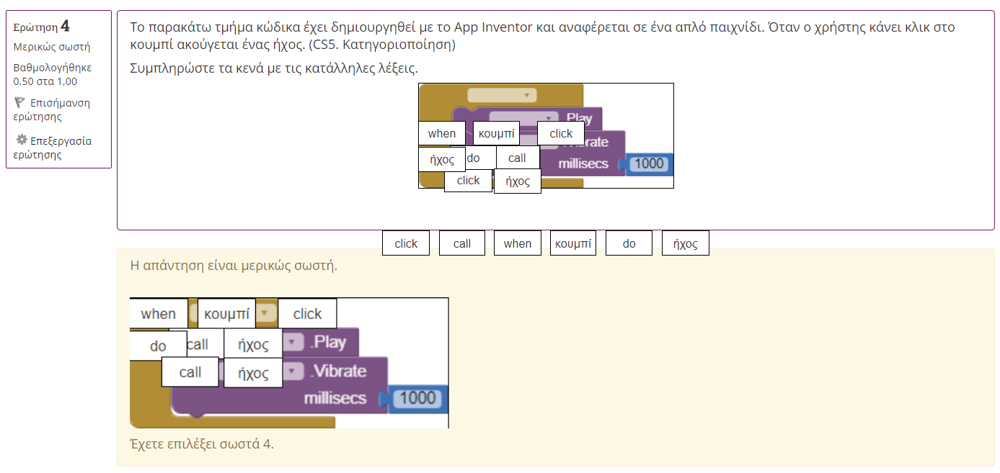 Ερώτηση 4
Μερικώς σωστή
Βαθμολογήθηκε
0,50 στα 1,00
Επισήμανση
ερώτησης
Επεξεργασία
ερώτησης
Το παρακάτω τμήμα κώδικα έχει δημιουργηθεί με το App Inventor και αναφέρεται σε ένα απλό παιχνίδι. Όταν ο χρήστης κάνει κλικ στο
κουμπί ακούγεται ένας ήχος. (CS5. Κατηγοριοποίηση)
Συμπληρώστε τα κενά με τις κατάλληλες λέξεις.
Play
when κουμπί click
.Vibrate
ήχος do call
millisecs 1000
click ήχος
click call when κουμπί do ήχος
Η απάντηση είναι μερικώς σωστή.
when κουμπί click
do call ήχος .Play
call ήχος .Vibrate
millisecs 1000
Έχετε επιλέξει σωστά 4.